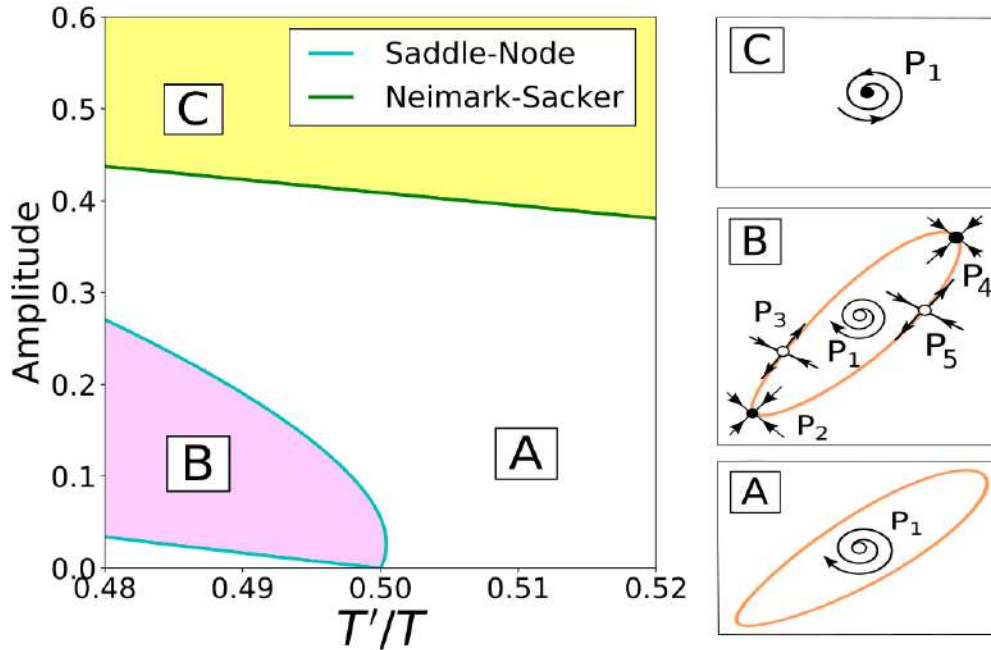 0.6
0.5
0.4
0.3
0.2
0.1
0.0
Amplitude
0.48
0.49
0.50
0.51
0.52
T'/T
Saddle-Node
Neimark-Sacker
C
B
A
C
P1
B
P4
P3
P1
P5
P2
A
P1